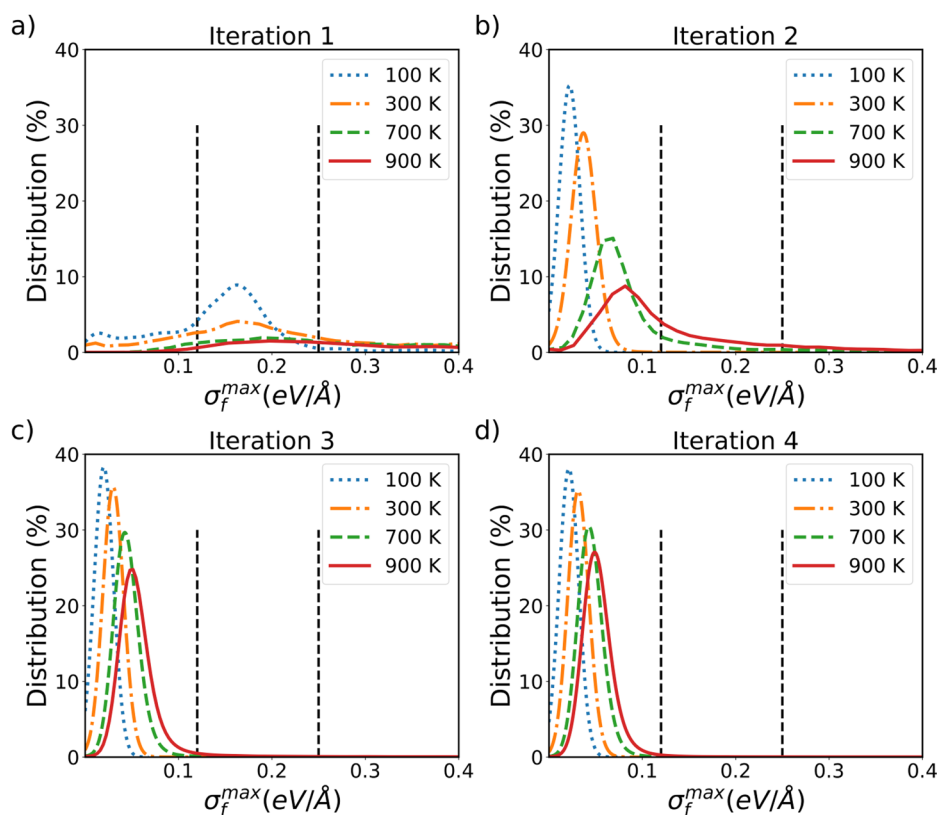 a)
Iteration 1
Distribution (%)
40
30
20
10
0
100 K
300 K
700 K
900 K
0.1
0.2
0.3
0.4
σ_f^max(eV/Å)
b)
Iteration 2
Distribution (%)
40
30
20
10
0
100 K
300 K
700 K
900 K
0.1
0.2
0.3
0.4
σ_f^max(eV/Å)
c)
Iteration 3
Distribution (%)
40
30
20
10
0
100 K
300 K
700 K
900 K
0.1
0.2
0.3
0.4
σ_f^max(eV/Å)
d)
Iteration 4
Distribution (%)
40
30
20
10
0
100 K
300 K
700 K
900 K
0.1
0.2
0.3
0.4
σ_f^max(eV/Å)